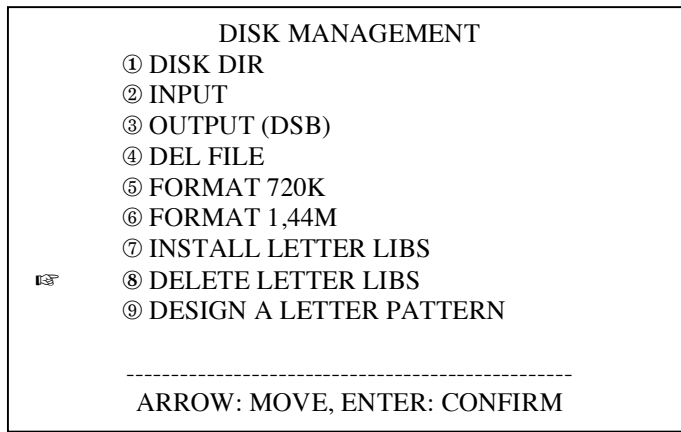 DISK MANAGEMENT
① DISK DIR
② INPUT
③ OUTPUT (DSB)
④ DEL FILE
⑤ FORMAT 720K
⑥ FORMAT 1,44M
⑦ INSTALL LETTER LIBS
☞ ⑧ DELETE LETTER LIBS
⑨ DESIGN A LETTER PATTERN
--------------------------------------------------
ARROW: MOVE, ENTER: CONFIRM